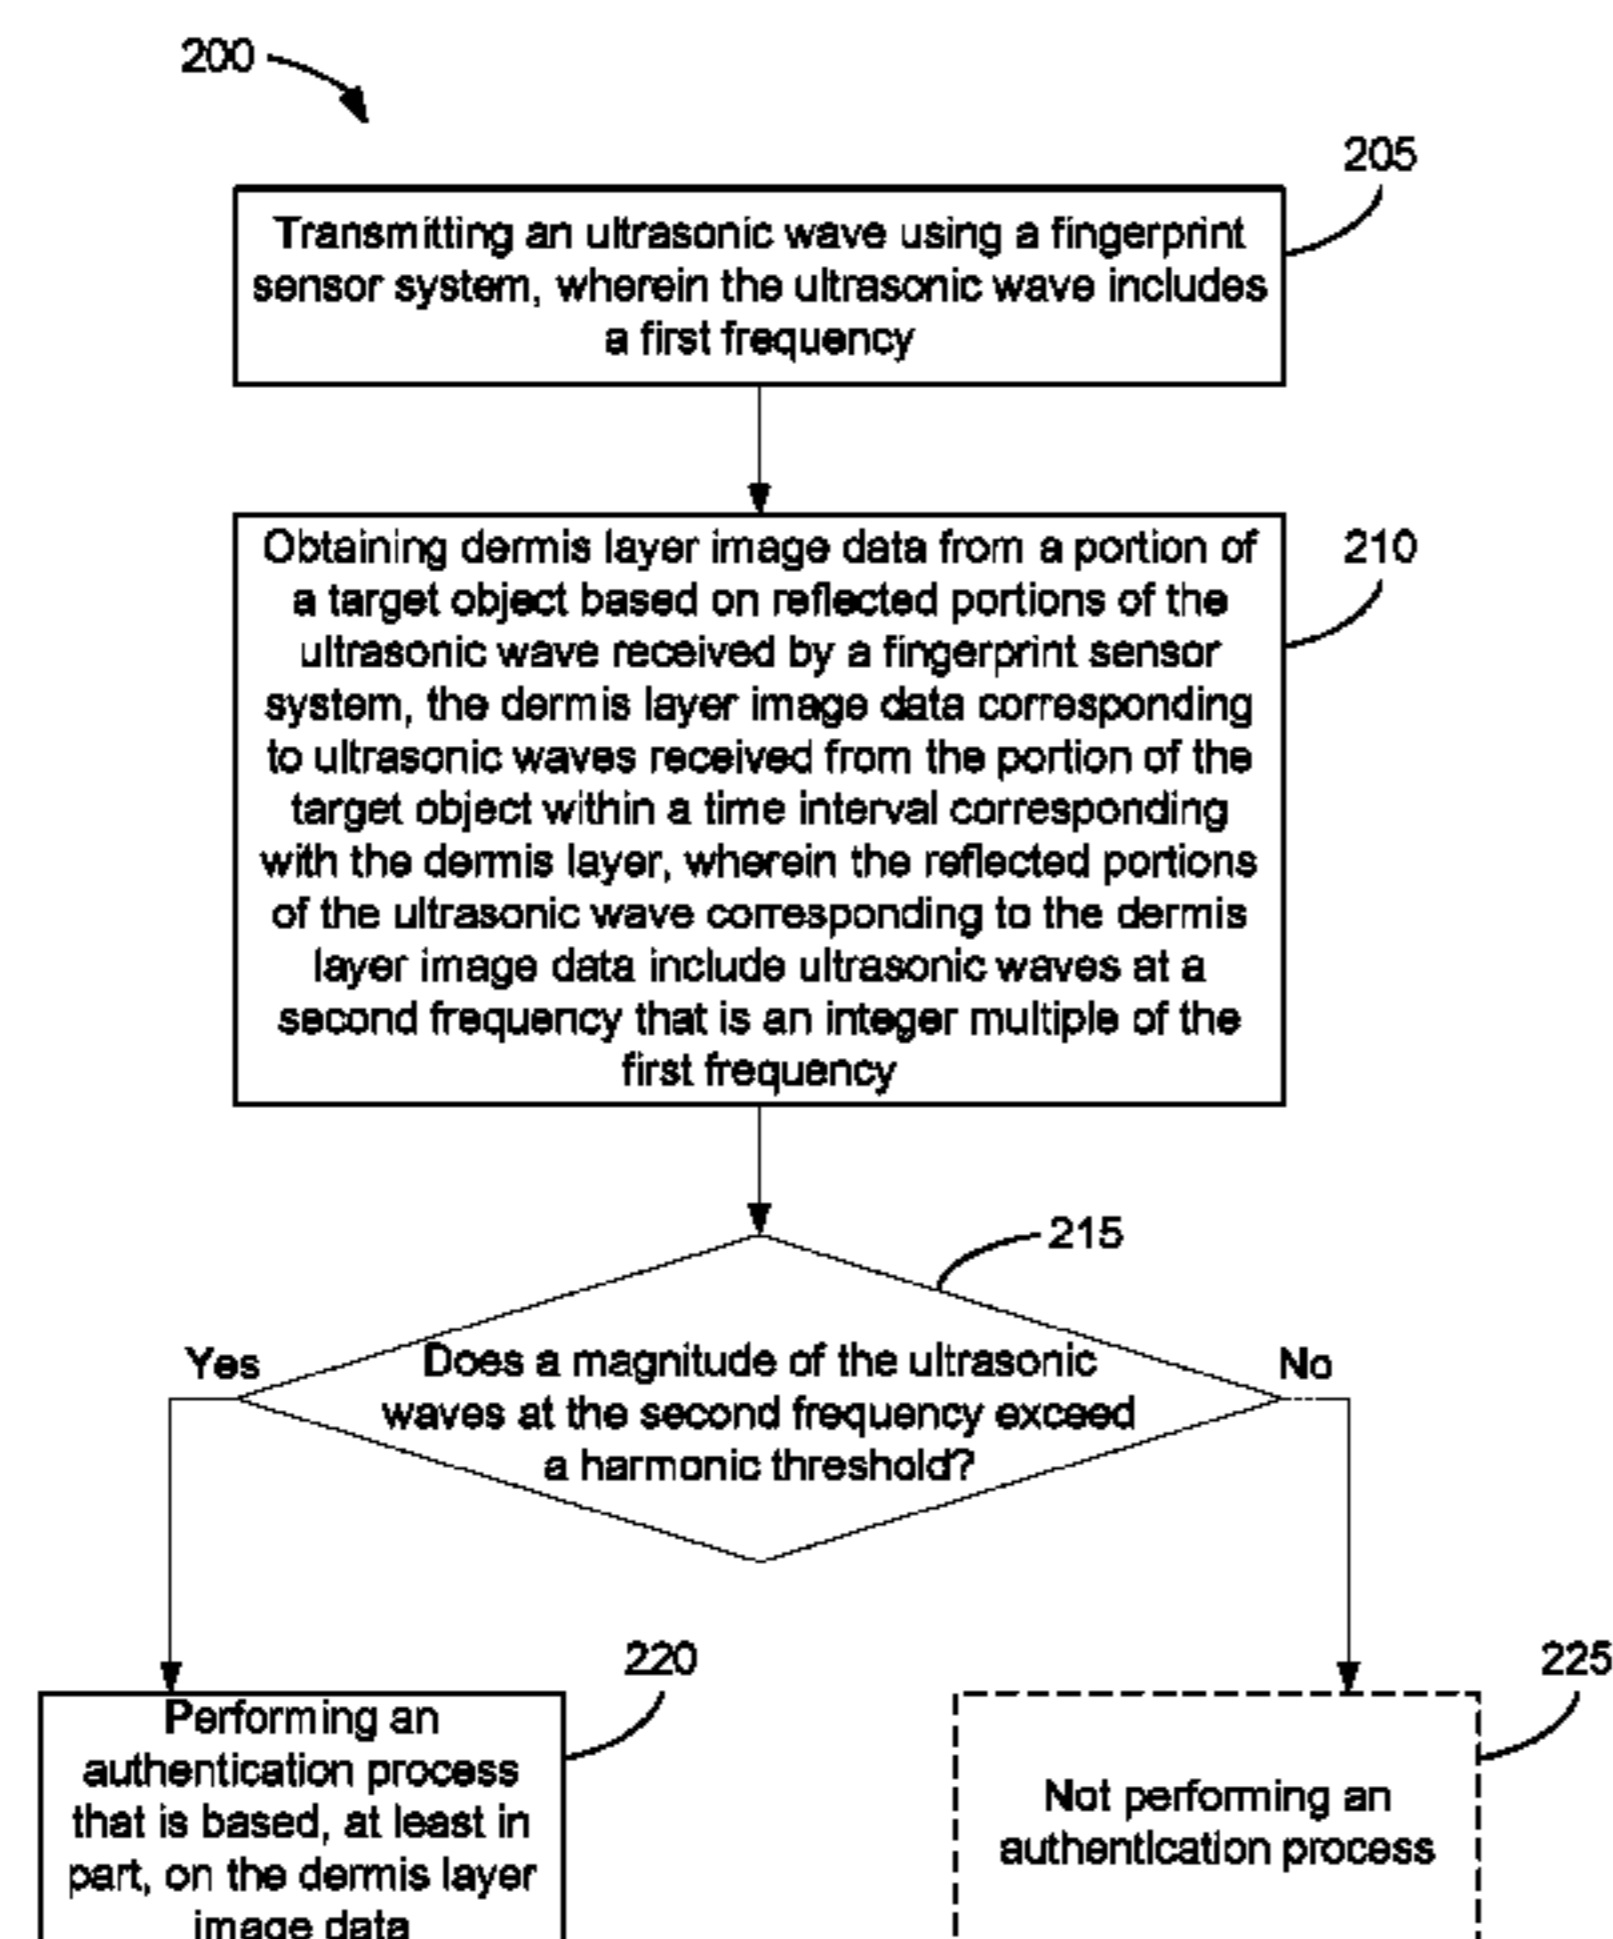 200
205
Transmitting an ultrasonic wave using a fingerprint
sensor system, wherein the ultrasonic wave includes
a first frequency
210
Obtaining dermis layer image data from a portion of
a target object based on reflected portions of the
ultrasonic wave received by a fingerprint sensor
system, the dermis layer image data corresponding
to ultrasonic waves received from the portion of the
target object within a time interval corresponding
with the dermis layer, wherein the reflected portions
of the ultrasonic wave corresponding to the dermis
layer image data include ultrasonic waves at a
second frequency that is an integer multiple of the
first frequency
215
Yes
No
Does a magnitude of the ultrasonic
waves at the second frequency exceed
a harmonic threshold?
220
225
Performing an
authentication process
that is based, at least in
part, on the dermis layer
image data
Not performing an
authentication process